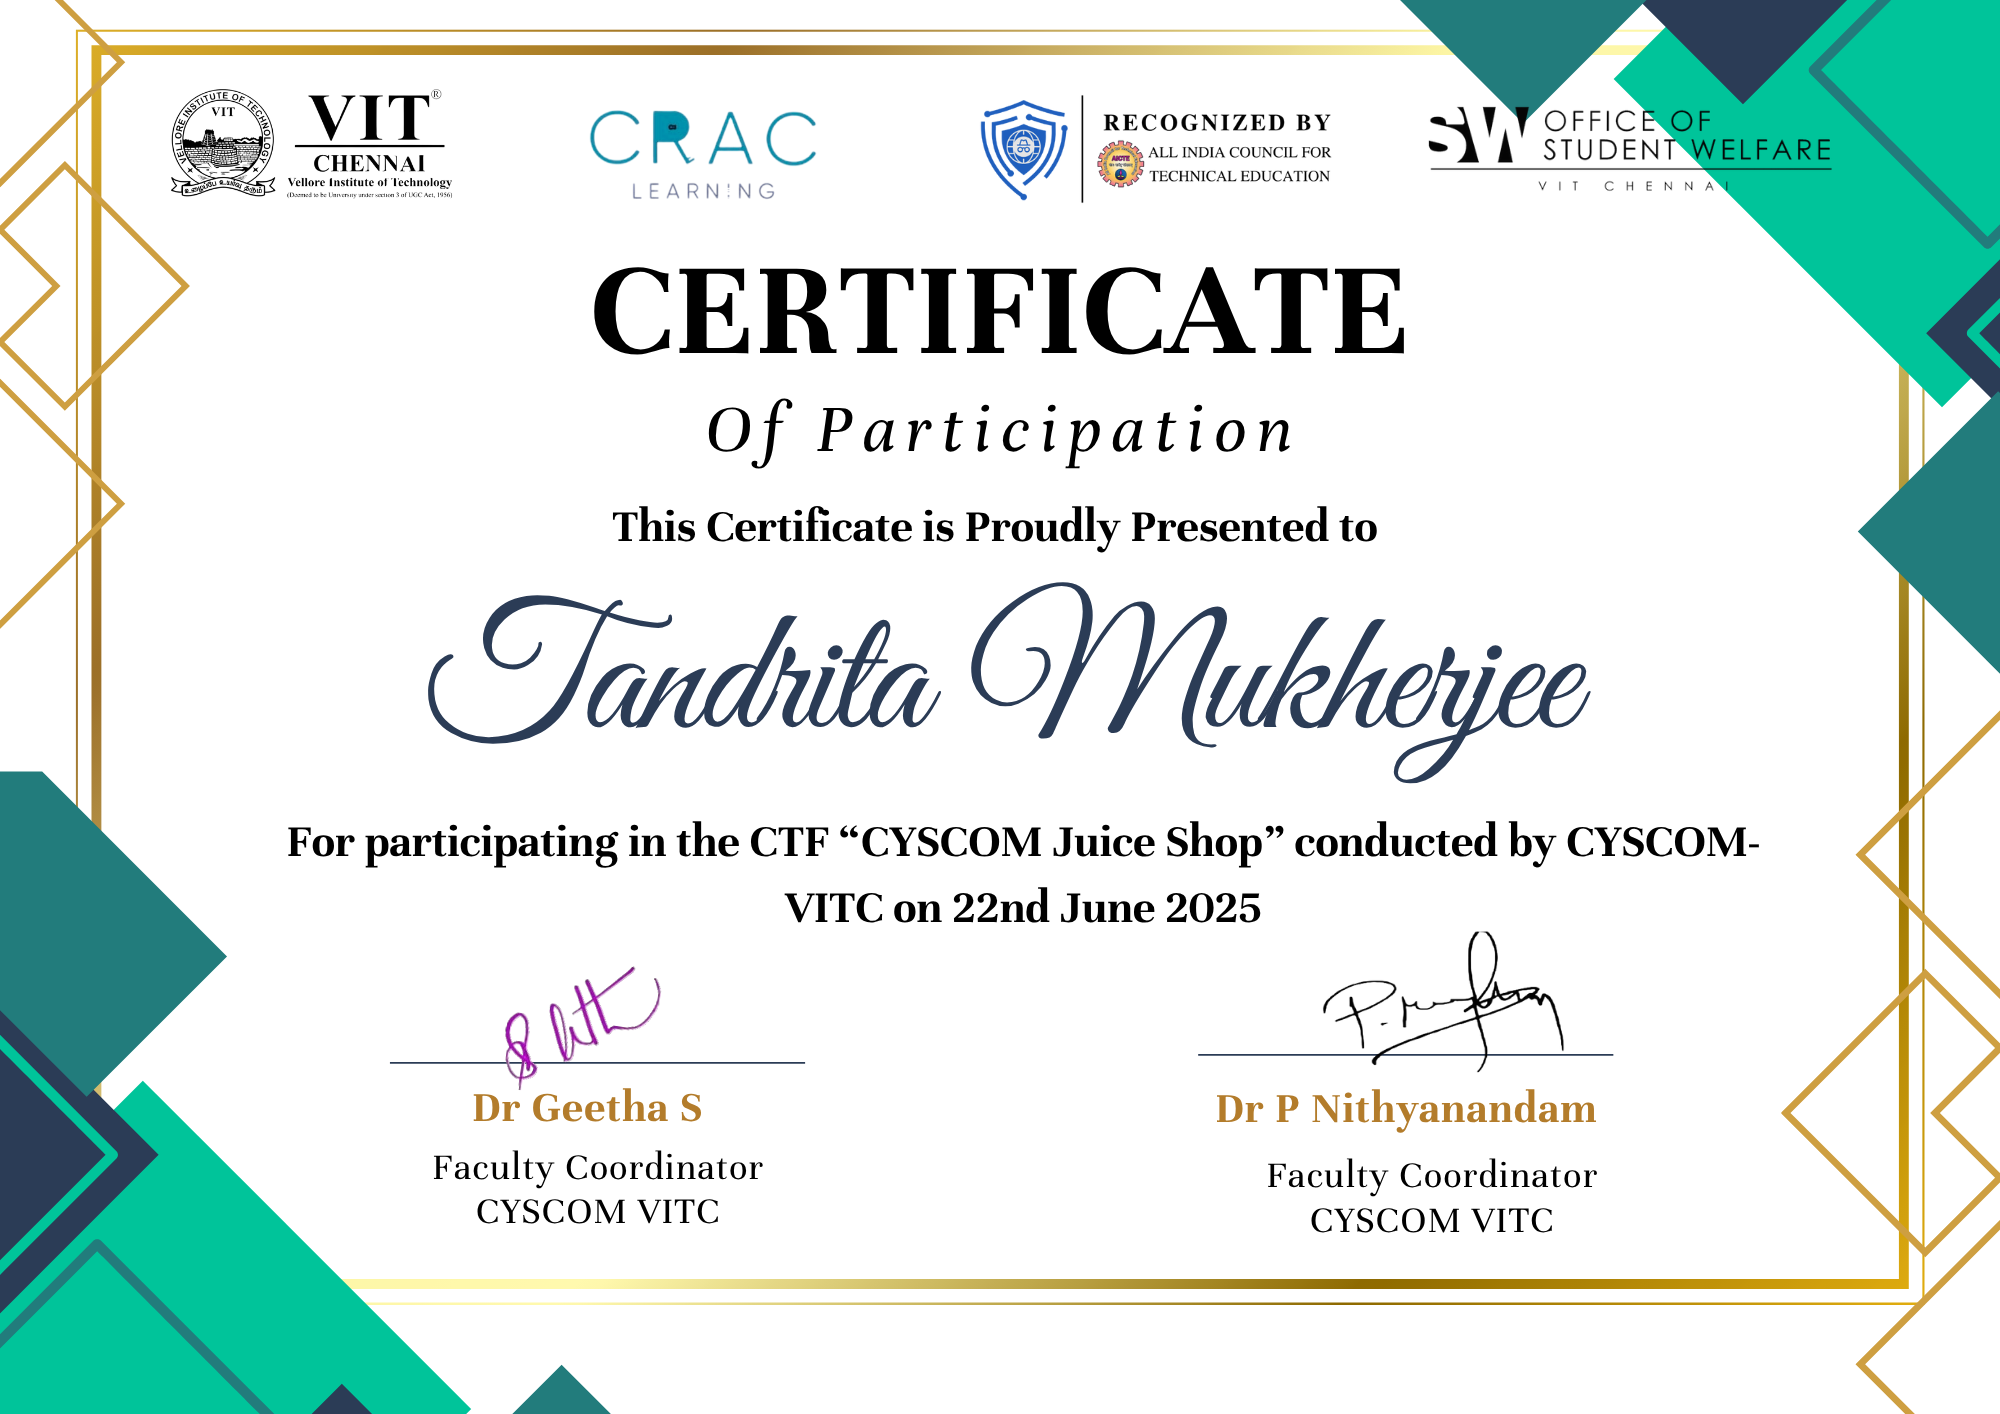 VELLORE INSTITUTE OF TECHNOLOGY
VIT
VIT®
CHENNAI
Vellore Institute of Technology
(Deemed to be University under section 3 of UGC Act, 1956)
CRAC
LEARNING
RECOGNIZED BY
AICTE
ALL INDIA COUNCIL FOR
TECHNICAL EDUCATION
SW OFFICE OF
STUDENT WELFARE
VIT CHENNAI
CERTIFICATE
Of Participation
This Certificate is Proudly Presented to
Tandrita Mukherjee
For participating in the CTF “CYSCOM Juice Shop” conducted by CYSCOM-
VITC on 22nd June 2025
Dr Geetha S
Faculty Coordinator
CYSCOM VITC
Dr P Nithyanandam
Faculty Coordinator
CYSCOM VITC